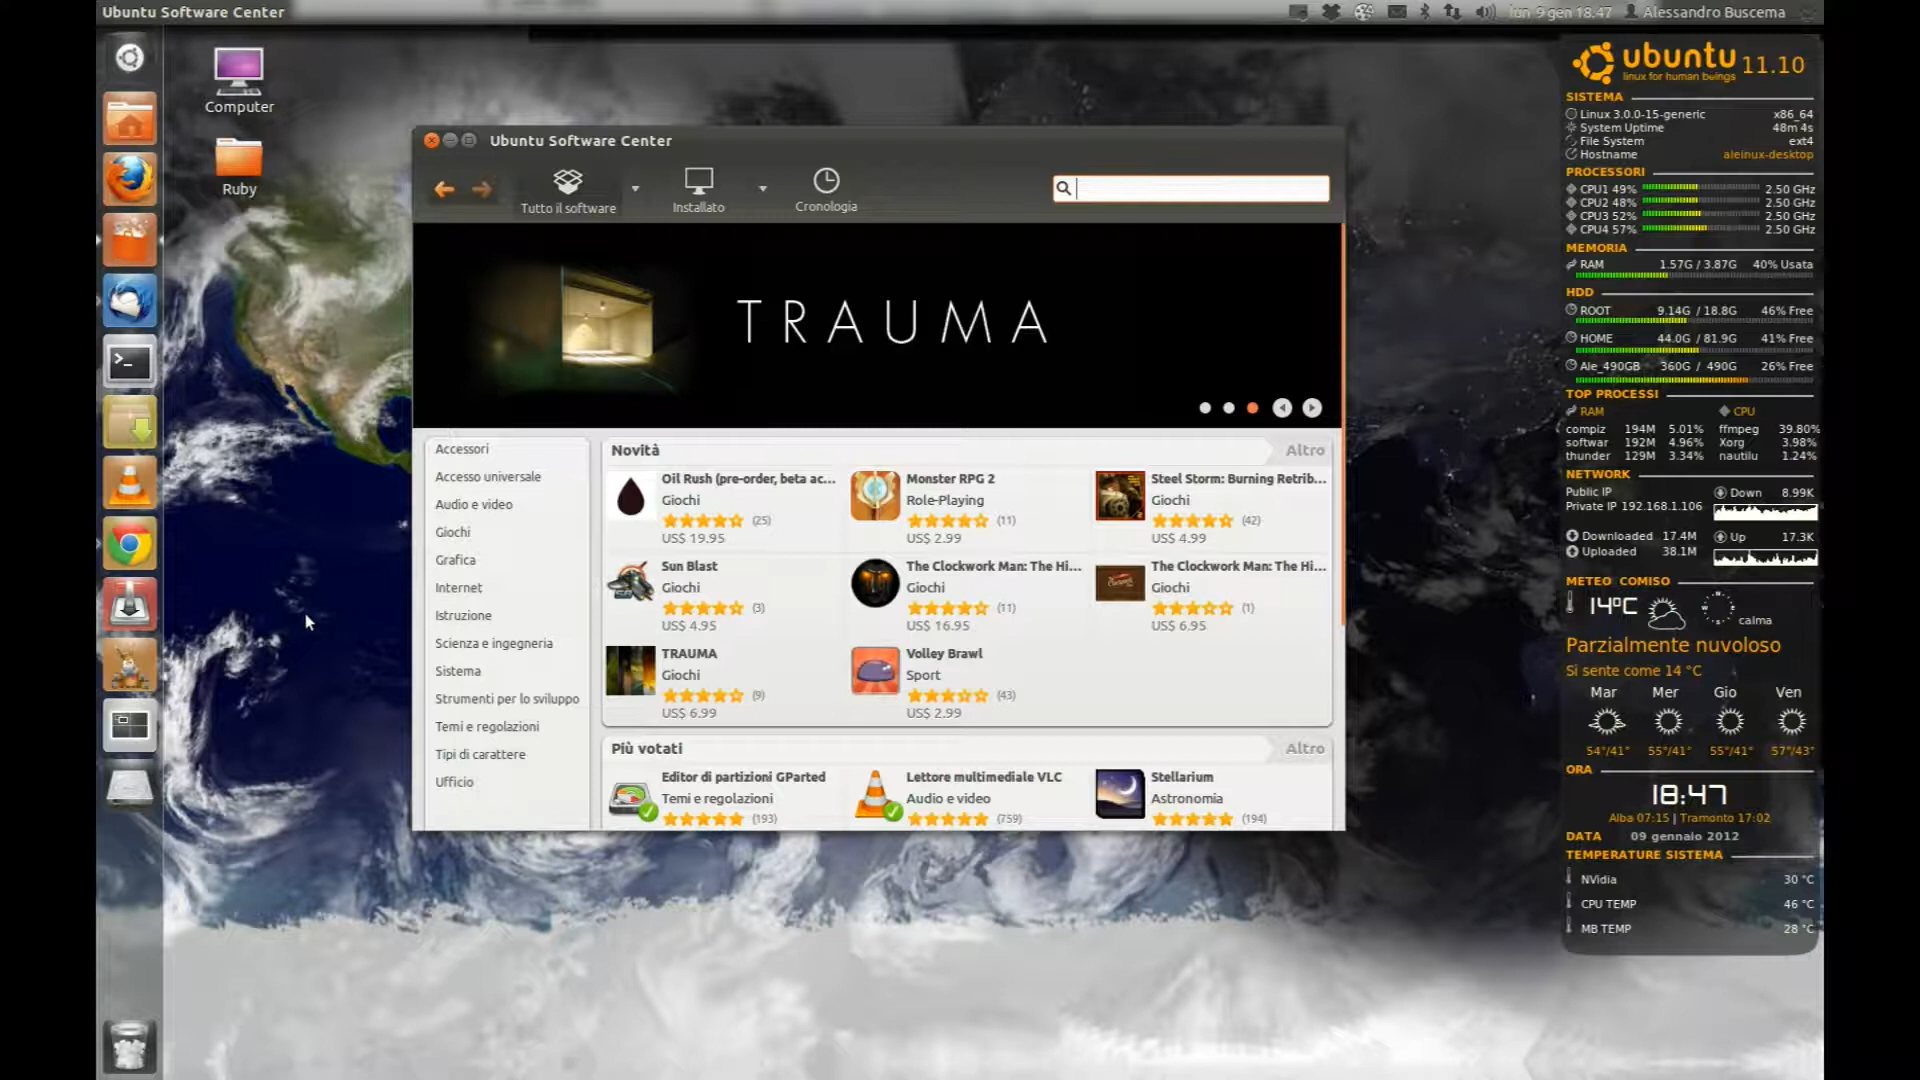 Ubuntu Software Center
lun 9 gen 18.47 Alessandro Buscema
Computer
Ruby
Ubuntu Software Center
Tutto il software
Installato
Cronologia
TRAUMA
Accessori
Accesso universale
Audio e video
Giochi
Grafica
Internet
Istruzione
Scienza e ingegneria
Sistema
Strumenti per lo sviluppo
Temi e regolazioni
Tipi di carattere
Ufficio
Novità Altro
Oil Rush (pre-order, beta ac...
Giochi
(25)
US$ 19.95
Monster RPG 2
Role-Playing
(11)
US$ 2.99
Steel Storm: Burning Retrib...
Giochi
(42)
US$ 4.99
Sun Blast
Giochi
(3)
US$ 4.95
The Clockwork Man: The Hi...
Giochi
(11)
US$ 16.95
The Clockwork Man: The Hi...
Giochi
(1)
US$ 6.95
TRAUMA
Giochi
(9)
US$ 6.99
Volley Brawl
Sport
(43)
US$ 2.99
Più votati Altro
Editor di partizioni GParted
Temi e regolazioni
(193)
Lettore multimediale VLC
Audio e video
(759)
Stellarium
Astronomia
(194)
ubuntu 11.10
linux for human beings
SISTEMA
Linux 3.0.0-15-generic x86_64
System Uptime 48m 4s
File System ext4
Hostname aleinux-desktop
PROCESSORI
CPU1 49% 2.50 GHz
CPU2 48% 2.50 GHz
CPU3 52% 2.50 GHz
CPU4 57% 2.50 GHz
MEMORIA
RAM 1.57G / 3.87G 40% Usata
HDD
ROOT 9.14G / 18.8G 46% Free
HOME 44.0G / 81.9G 41% Free
Ale_490GB 360G / 490G 26% Free
TOP PROCESSI
RAM CPU
compiz 194M 5.01% ffmpeg 39.80%
softwar 192M 4.96% Xorg 3.98%
thunder 129M 3.34% nautilu 1.24%
NETWORK
Public IP Down 8.99K
Private IP 192.168.1.106
Downloaded 17.4M Up 17.3K
Uploaded 38.1M
METEO COMISO
14°C calma
Parzialmente nuvoloso
Si sente come 14 °C
Mar Mer Gio Ven
54°/41° 55°/41° 55°/41° 57°/43°
ORA
18:47
Alba 07:15 | Tramonto 17:02
DATA 09 gennaio 2012
TEMPERATURE SISTEMA
NVidia 30 °C
CPU TEMP 46 °C
MB TEMP 28 °C